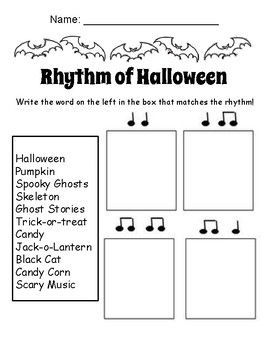 Name:
Rhythm of Halloween
Write the word on the left in the box that matches the rhythm!
Halloween
Pumpkin
Spooky Ghosts
Skeleton
Ghost Stories
Trick-or-treat
Candy
Jack-o-Lantern
Black Cat
Candy Corn
Scary Music